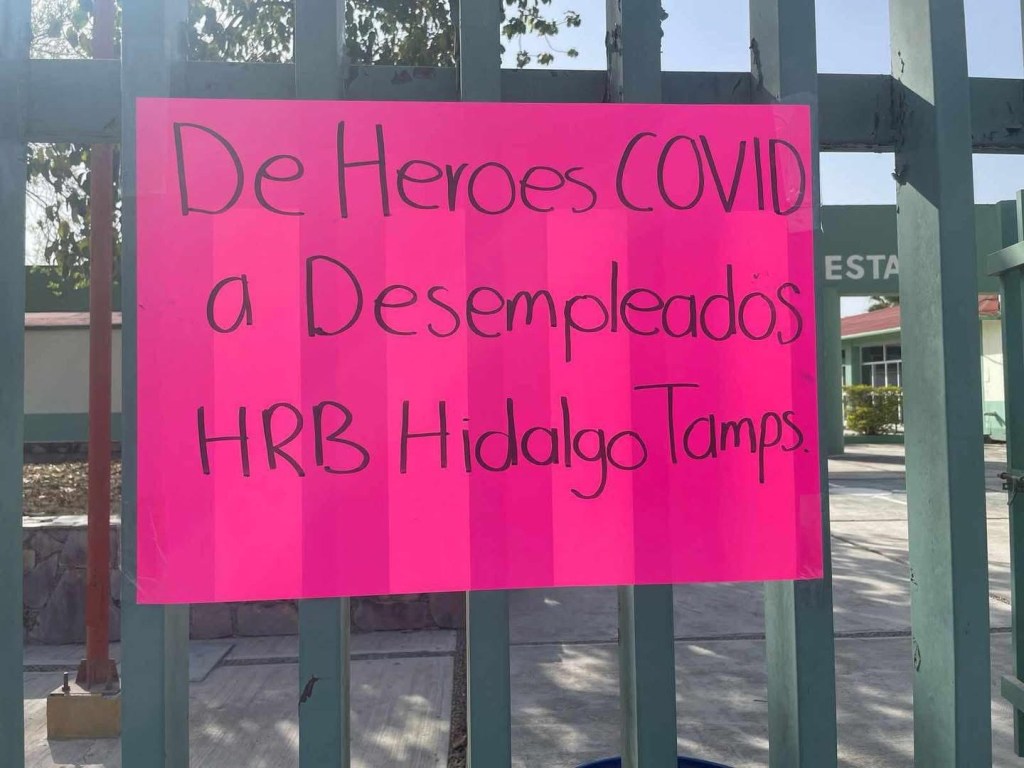 De Heroes COVID
a Desempleados
HRB Hidalgo Tamps.
ESTA